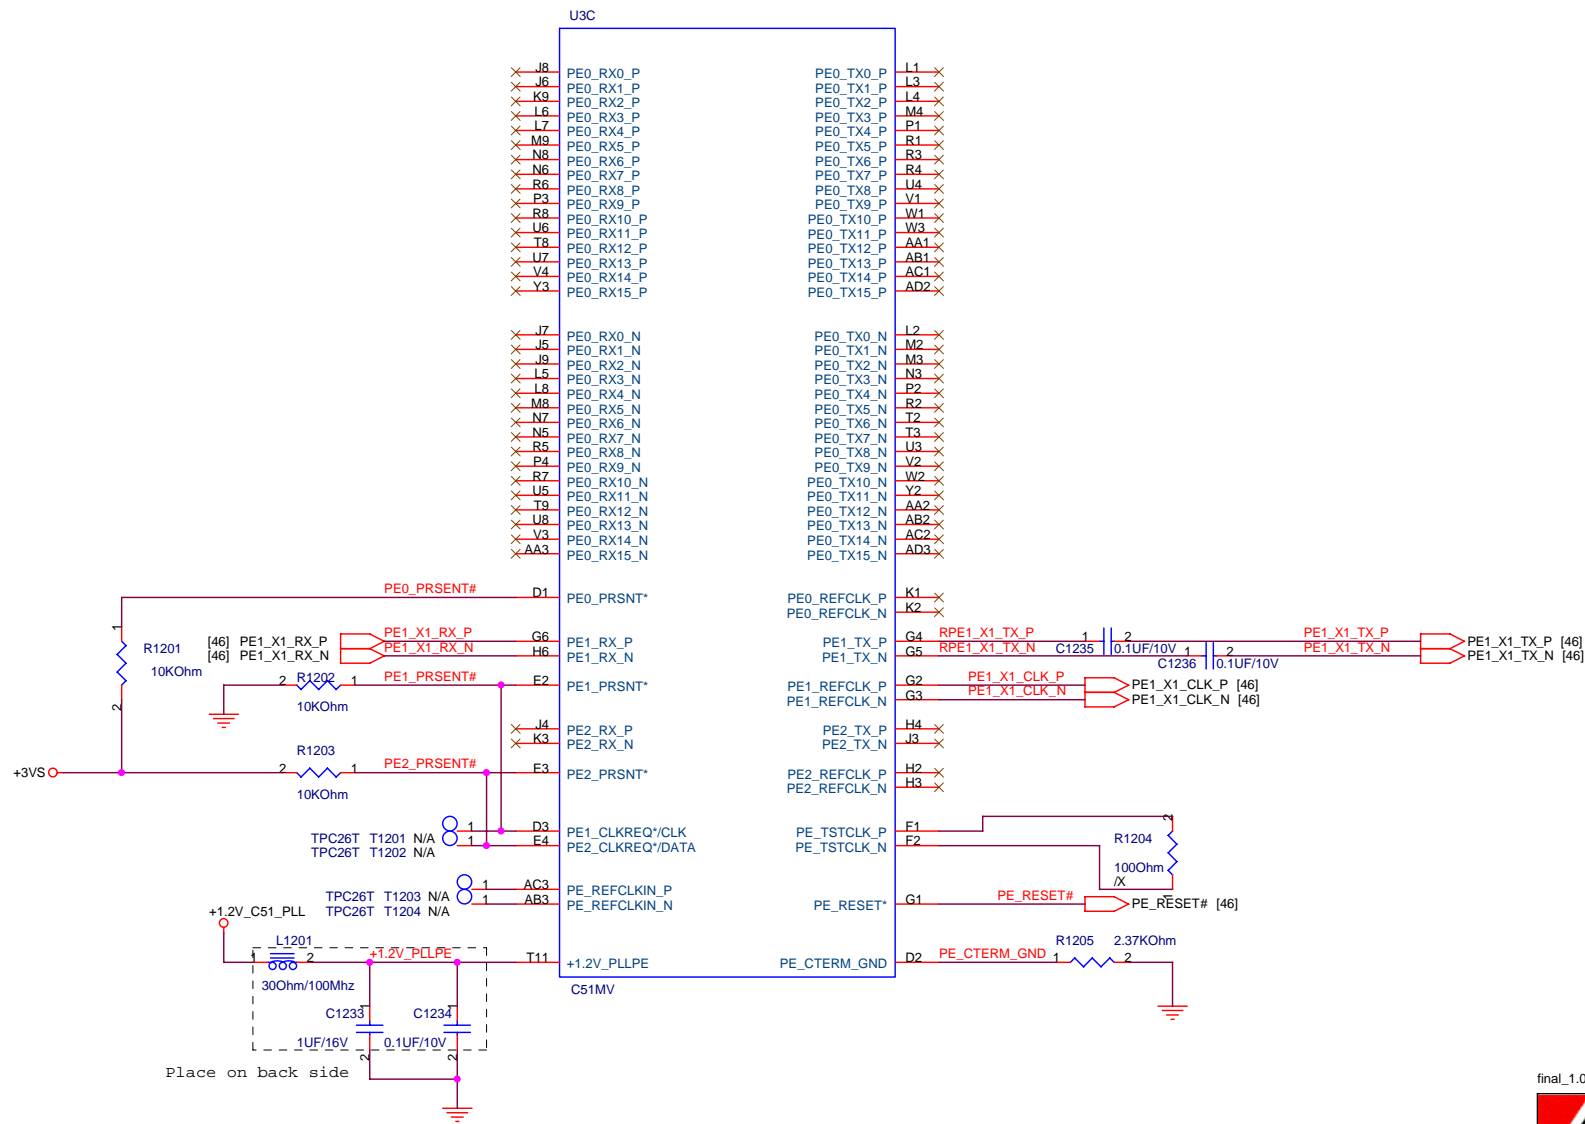 U3C
J8 PE0_RX0_P PE0_TX0_P L1
J6 PE0_RX1_P PE0_TX1_P L3
K9 PE0_RX2_P PE0_TX2_P L4
L6 PE0_RX3_P PE0_TX3_P M4
L7 PE0_RX4_P PE0_TX4_P P1
M9 PE0_RX5_P PE0_TX5_P R1
N8 PE0_RX6_P PE0_TX6_P R3
N6 PE0_RX7_P PE0_TX7_P R4
R6 PE0_RX8_P PE0_TX8_P U4
P3 PE0_RX9_P PE0_TX9_P V1
R8 PE0_RX10_P PE0_TX10_P W1
U6 PE0_RX11_P PE0_TX11_P W3
T8 PE0_RX12_P PE0_TX12_P AA1
U7 PE0_RX13_P PE0_TX13_P AB1
V4 PE0_RX14_P PE0_TX14_P AC1
Y3 PE0_RX15_P PE0_TX15_P AD2
J7 PE0_RX0_N PE0_TX0_N L2
J5 PE0_RX1_N PE0_TX1_N M2
J9 PE0_RX2_N PE0_TX2_N M3
L5 PE0_RX3_N PE0_TX3_N N3
L8 PE0_RX4_N PE0_TX4_N P2
M8 PE0_RX5_N PE0_TX5_N R2
N7 PE0_RX6_N PE0_TX6_N T2
N5 PE0_RX7_N PE0_TX7_N T3
R5 PE0_RX8_N PE0_TX8_N U3
P4 PE0_RX9_N PE0_TX9_N V2
R7 PE0_RX10_N PE0_TX10_N W2
U5 PE0_RX11_N PE0_TX11_N Y2
T9 PE0_RX12_N PE0_TX12_N AA2
U8 PE0_RX13_N PE0_TX13_N AB2
V3 PE0_RX14_N PE0_TX14_N AC2
AA3 PE0_RX15_N PE0_TX15_N AD3
PE0_PRSENT# D1 PE0_PRSNT* PE0_REFCLK_P K1
PE0_REFCLK_N K2
1 R1201 10KOhm 2
[46] PE1_X1_RX_P PE1_X1_RX_P G6 PE1_RX_P PE1_TX_P G4 RPE1_X1_TX_P 1 2 PE1_X1_TX_P PE1_X1_TX_P [46]
[46] PE1_X1_RX_N PE1_X1_RX_N H6 PE1_RX_N PE1_TX_N G5 RPE1_X1_TX_N 1 2 PE1_X1_TX_N PE1_X1_TX_N [46]
C1235 0.1UF/10V
C1236 0.1UF/10V
2 R1202 1 PE1_PRSENT# E2 PE1_PRSNT* PE1_REFCLK_P G2 PE1_X1_CLK_P PE1_X1_CLK_P [46]
10KOhm PE1_REFCLK_N G3 PE1_X1_CLK_N PE1_X1_CLK_N [46]
J4 PE2_RX_P PE2_TX_P H4
K3 PE2_RX_N PE2_TX_N J3
R1203
+3VS 2 1 PE2_PRSENT# E3 PE2_PRSNT* PE2_REFCLK_P H2
10KOhm PE2_REFCLK_N H3
TPC26T T1201 N/A 1 D3 PE1_CLKREQ*/CLK PE_TSTCLK_P F1
TPC26T T1202 N/A 1 E4 PE2_CLKREQ*/DATA PE_TSTCLK_N F2
2 R1204 100Ohm /X 1
TPC26T T1203 N/A 1 AC3 PE_REFCLKIN_P
TPC26T T1204 N/A 1 AB3 PE_REFCLKIN_N PE_RESET* G1 PE_RESET# PE_RESET# [46]
+1.2V_C51_PLL
L1201 R1205 2.37KOhm
1 2 +1.2V_PLLPE T11 +1.2V_PLLPE PE_CTERM_GND D2 PE_CTERM_GND 1 2
30Ohm/100Mhz C51MV
1 1
C1233 C1234
1UF/16V 0.1UF/10V
2 2
Place on back side
final_1.0